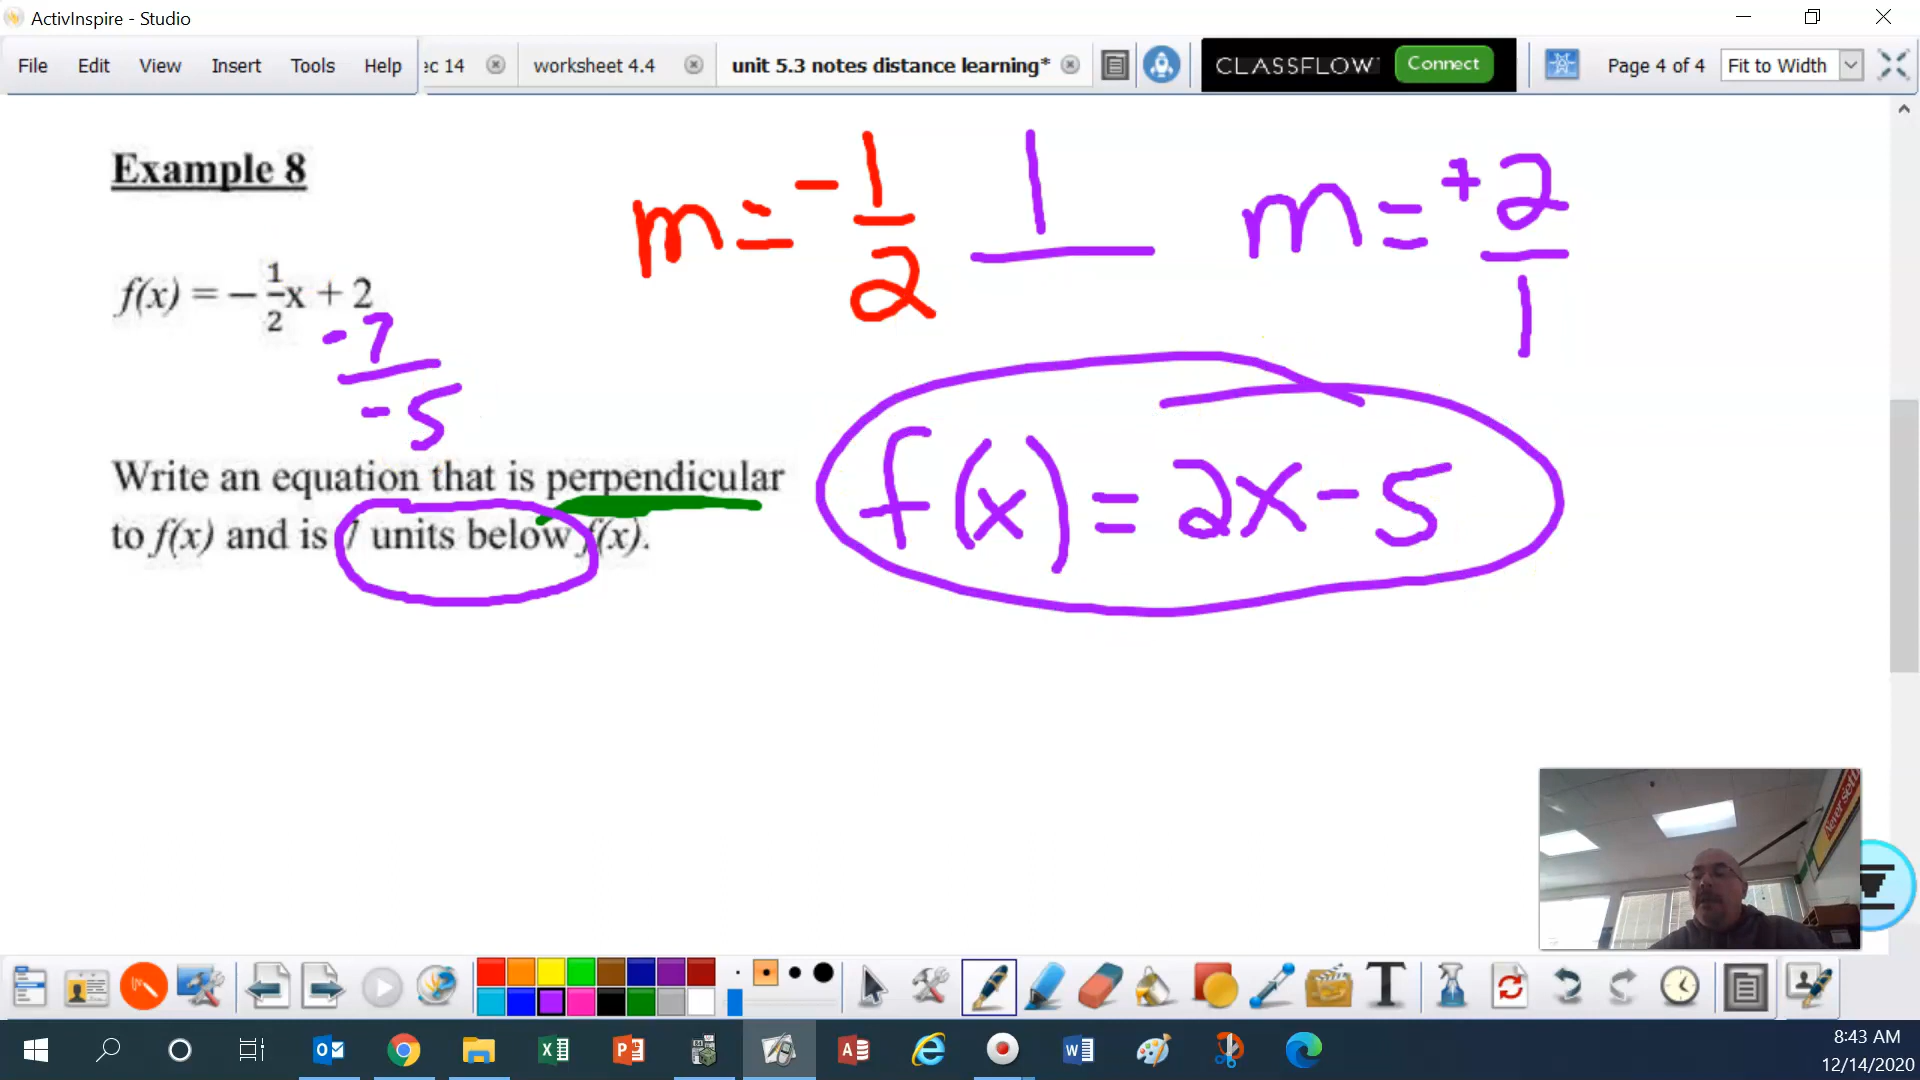 ActivInspire - Studio
File Edit View Insert Tools Help ec 14 worksheet 4.4 unit 5.3 notes distance learning* CLASSFLOW Connect Page 4 of 4 Fit to Width
Example 8
m = -1/2 1 m = +2/1
f(x) = -1/2x + 2
-7
-5
f(x) = 2x - 5
Write an equation that is perpendicular
to f(x) and is 7 units below f(x).
Never settle
T
8:43 AM
12/14/2020